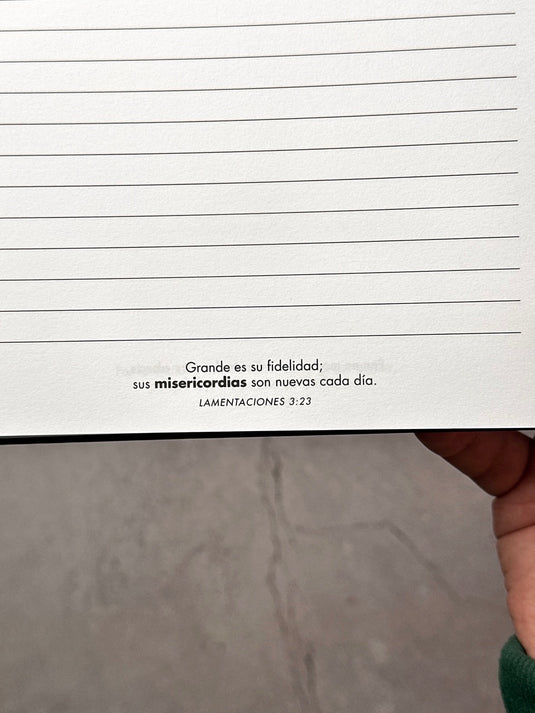 Grande es su fidelidad;
sus misericordias son nuevas cada día.
LAMENTACIONES 3:23